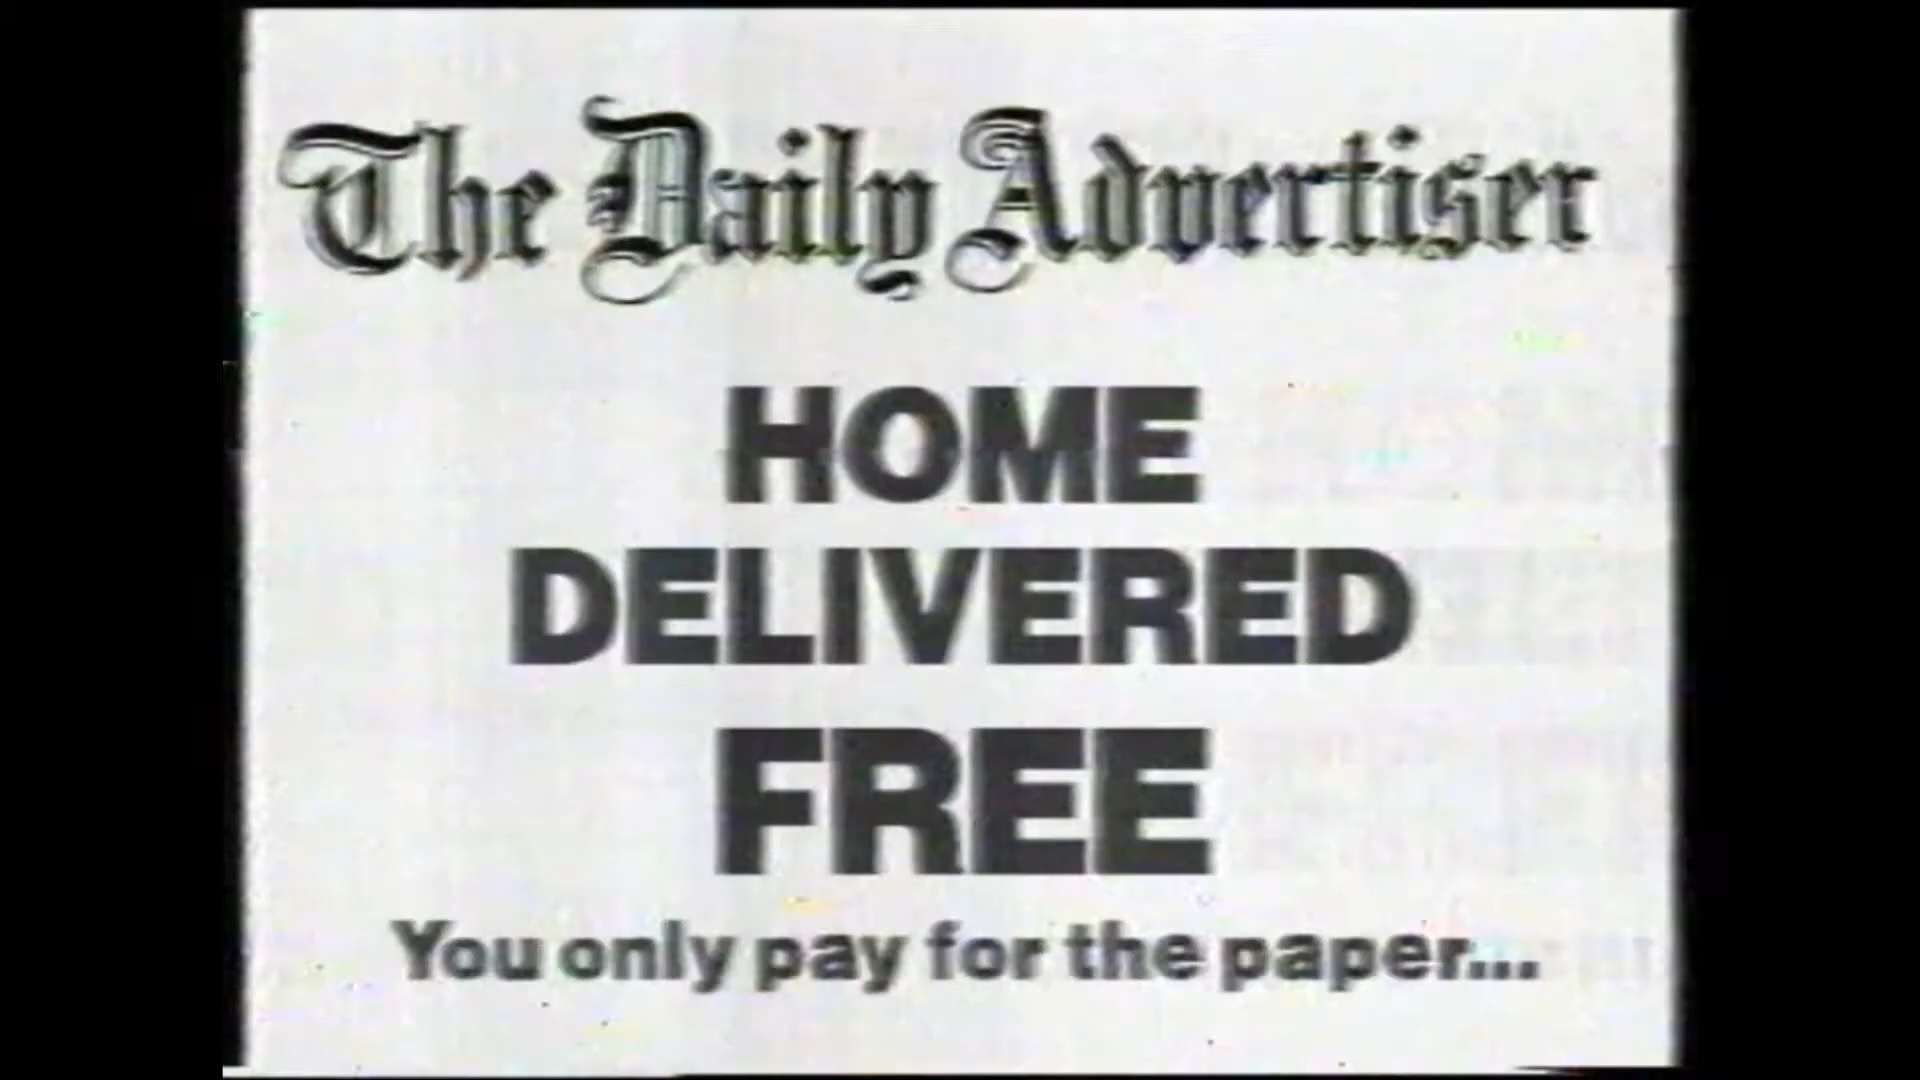 The Daily Advertiser
HOME
DELIVERED
FREE
You only pay for the paper...